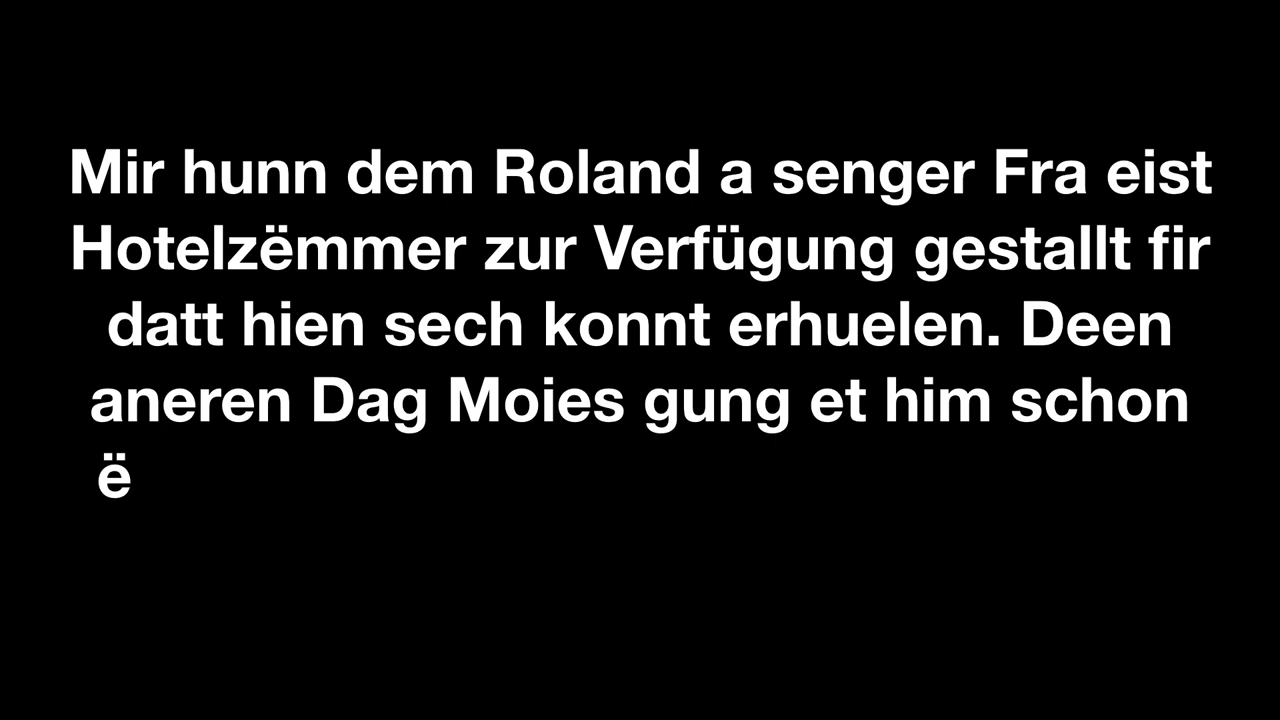 Mir hunn dem Roland a senger Fra eist
Hotelzëmmer zur Verfügung gestallt fir
datt hien sech konnt erhuelen. Deen
aneren Dag Moies gung et him schon
ë